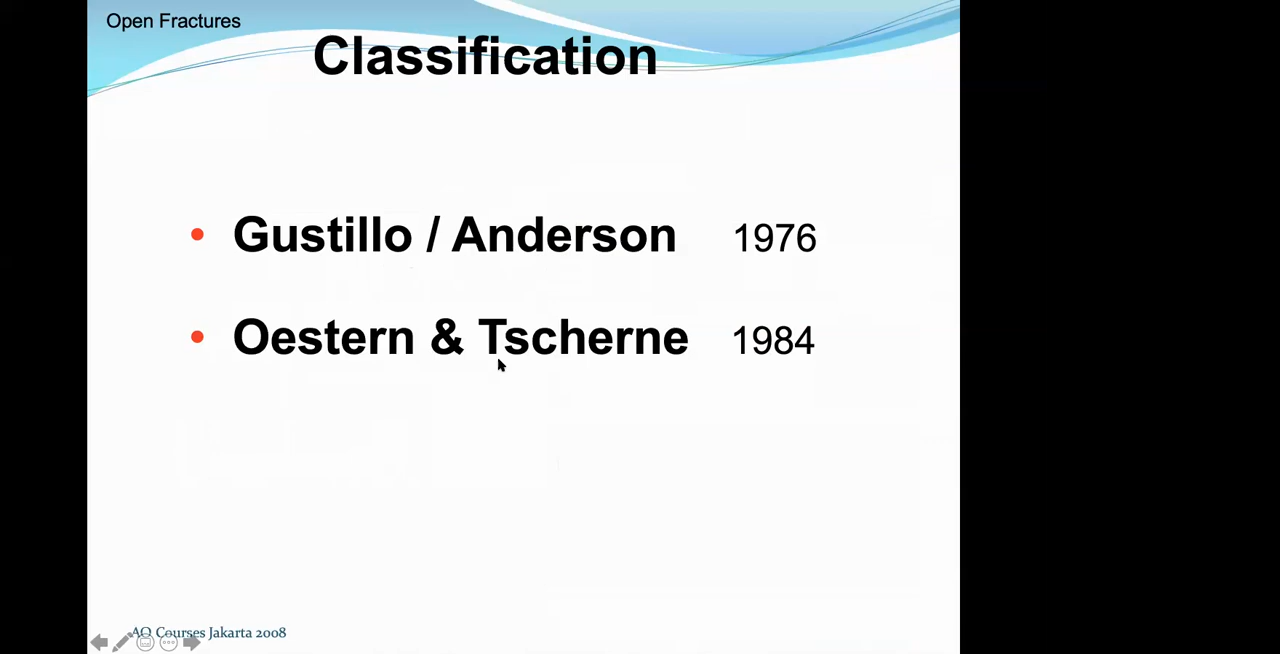 Open Fractures
Classification
• Gustillo / Anderson 1976
• Oestern & Tscherne 1984
AO Courses Jakarta 2008